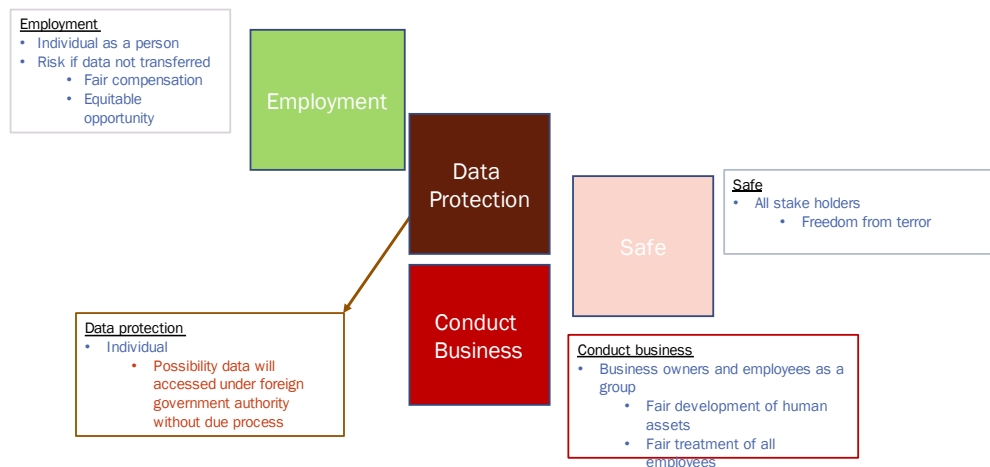 Employment
• Individual as a person
• Risk if data not transferred
• Fair compensation
• Equitable
opportunity
Employment
Data
Protection
Safe
Safe
• All stake holders
• Freedom from terror
Data protection
• Individual
• Possibility data will
accessed under foreign
government authority
without due process
Conduct
Business
Conduct business
• Business owners and employees as a
group
• Fair development of human
assets
• Fair treatment of all
employees